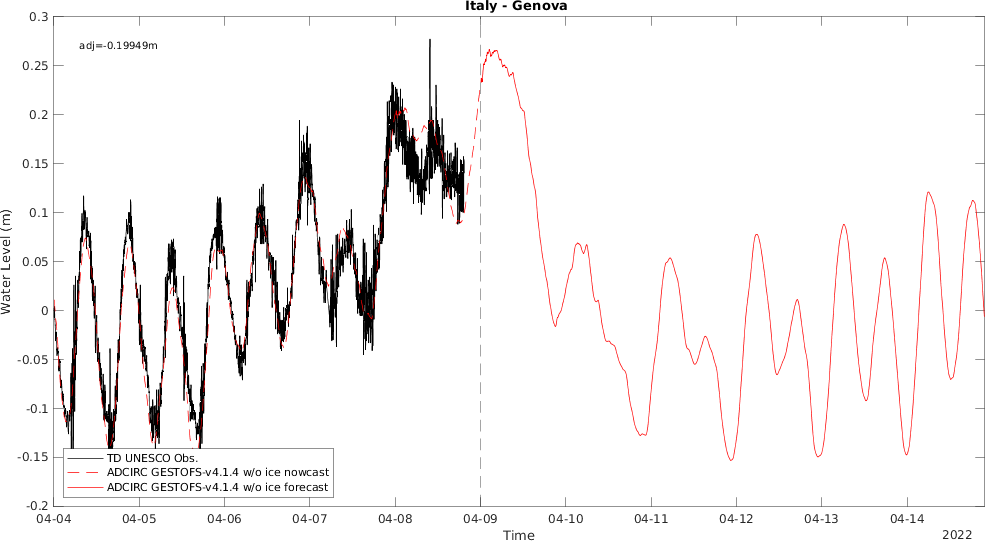 Italy - Genova
adj=-0.19949m
0.3
0.25
0.2
0.15
0.1
0.05
0
-0.05
-0.1
-0.15
-0.2
Water Level (m)
TD UNESCO Obs.
ADCIRC GESTOFS-v4.1.4 w/o ice nowcast
ADCIRC GESTOFS-v4.1.4 w/o ice forecast
04-04 04-05 04-06 04-07 04-08 04-09 04-10 04-11 04-12 04-13 04-14
Time
2022